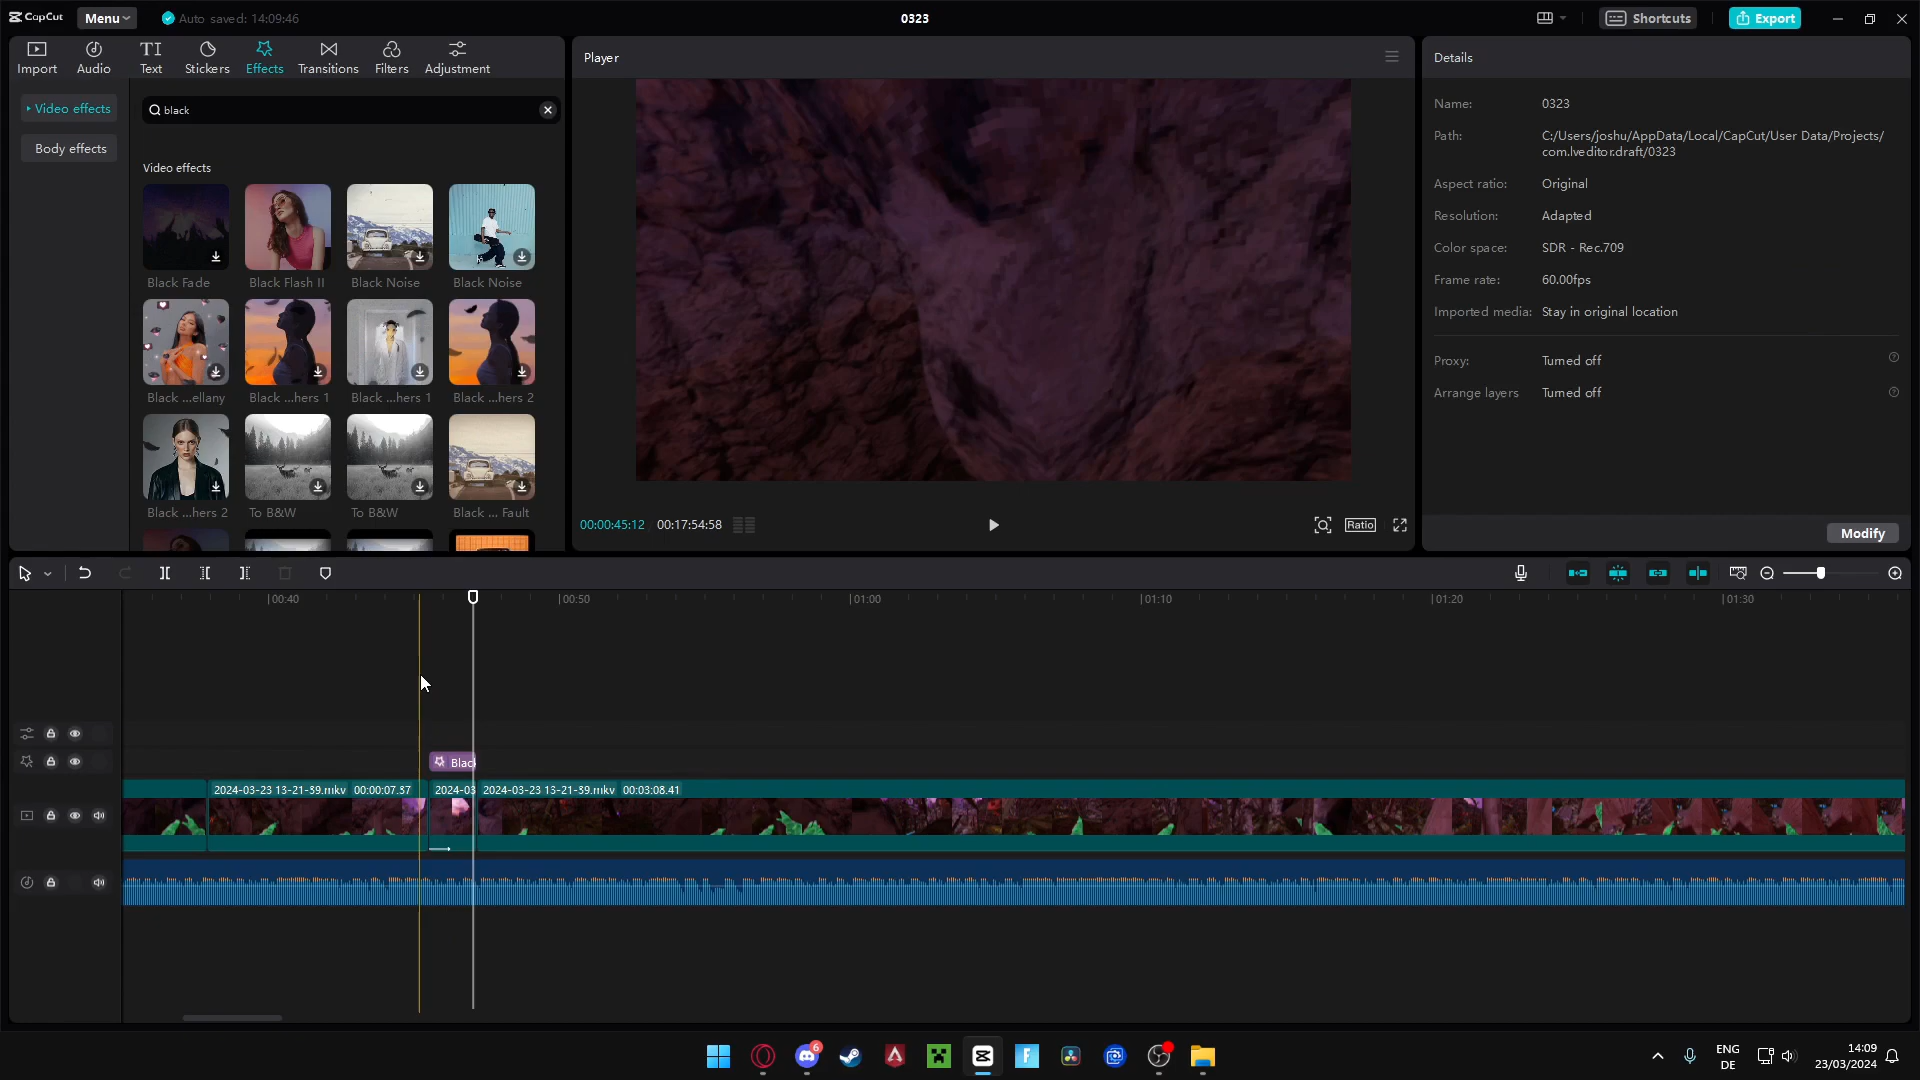 CapCut
Menu
Auto saved: 14:09:46
0323
Shortcuts
Export
Import
Audio
Text
Stickers
Effects
Transitions
Filters
Adjustment
Video effects
Body effects
black
Video effects
Black Fade
Black Flash II
Black Noise
Black Noise
Black ...ellany
Black ...hers 1
Black ...hers 1
Black ...hers 2
Black ...hers 2
To B&W
To B&W
Black ... Fault
Player
00:00:45:12
00:17:54:58
Ratio
Details
Name:
0323
Path:
C:/Users/joshu/AppData/Local/CapCut/User Data/Projects/
com.lveditor.draft/0323
Aspect ratio:
Original
Resolution:
Adapted
Color space:
SDR - Rec.709
Frame rate:
60.00fps
Imported media:
Stay in original location
Proxy:
Turned off
Arrange layers
Turned off
Modify
00:40
00:50
01:00
01:10
01:20
01:30
Blac
2024-03-23 13-21-39.mkv 00:00:07.37
2024-03
2024-03-23 13-21-39.mkv 00:03:08.41
6
ENG
DE
14:09
23/03/2024